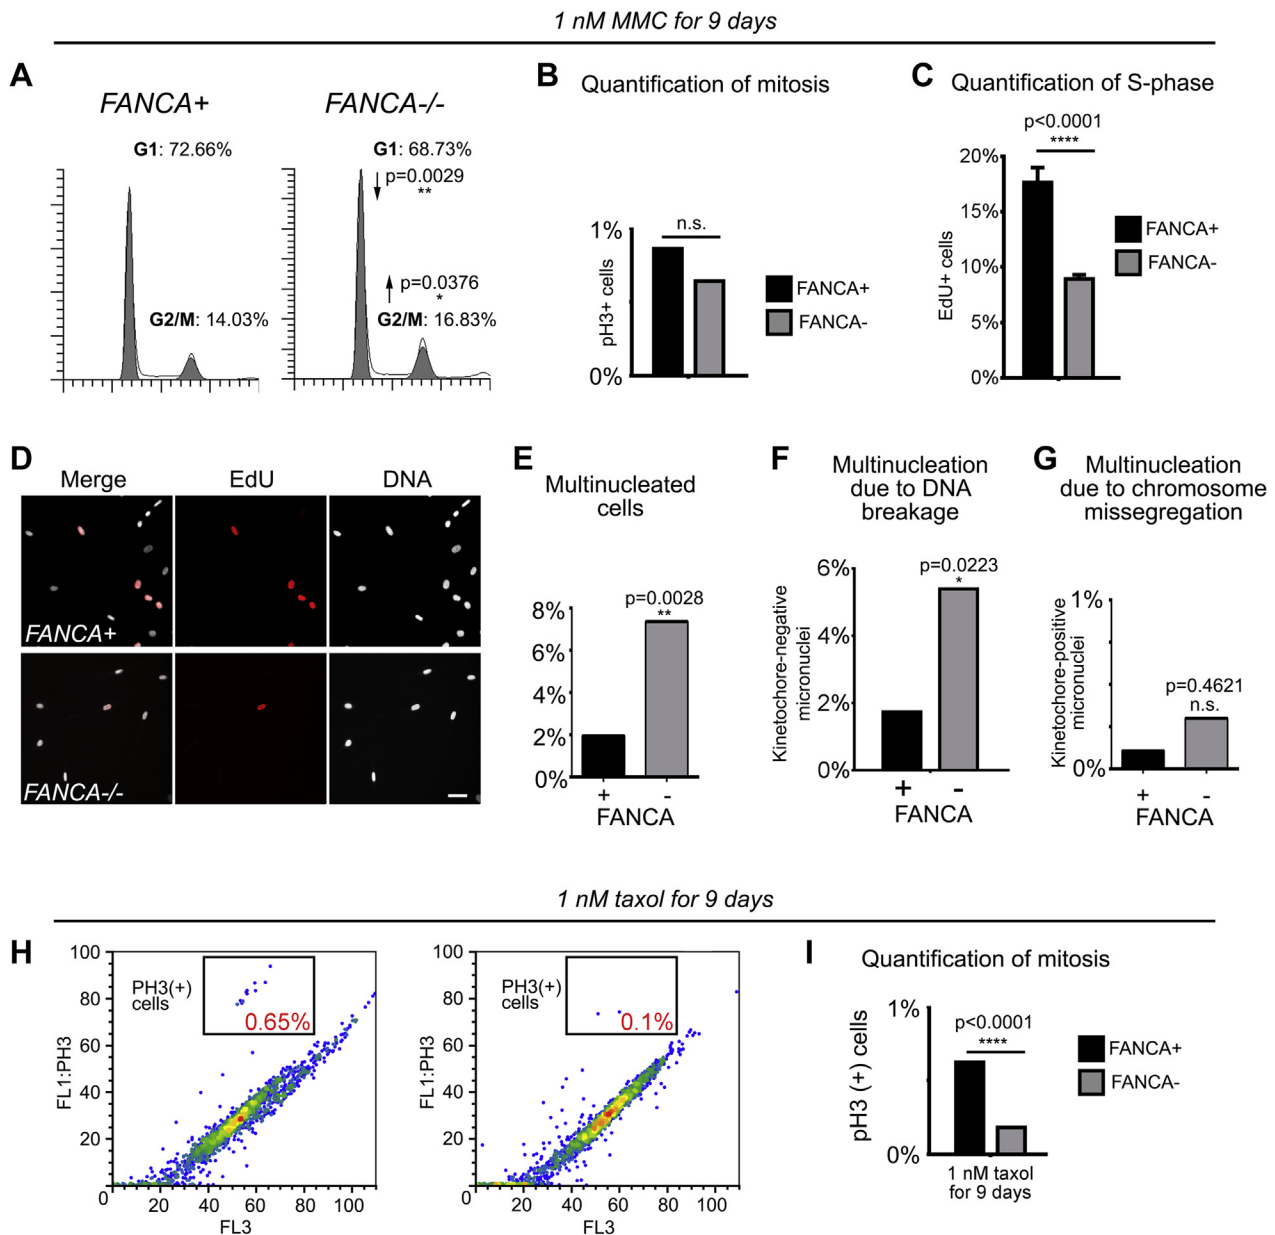 1 nM MMC for 9 days
A
FANCA+
FANCA-/-
G1: 72.66%
G1: 68.73%
p=0.0029
**
p=0.0376
*
G2/M: 14.03%
G2/M: 16.83%
B
Quantification of mitosis
1%
n.s.
pH3+ cells
0%
FANCA+
FANCA-
C
Quantification of S-phase
p<0.0001
****
20%
15%
10%
5%
0%
EdU+ cells
FANCA+
FANCA-
D
Merge
EdU
DNA
FANCA+
FANCA-/-
E
Multinucleated
cells
p=0.0028
**
8%
6%
4%
2%
0%
+
-
FANCA
F
Multinucleation
due to DNA
breakage
p=0.0223
*
6%
4%
2%
0%
Kinetochore-negative
micronuclei
+
-
FANCA
G
Multinucleation
due to chromosome
missegregation
1%
p=0.4621
n.s.
0%
Kinetochore-positive
micronuclei
+
-
FANCA
1 nM taxol for 9 days
H
100
80
60
40
20
0
PH3(+)
cells
0.65%
FL1:PH3
20
40
60
80
100
FL3
100
80
60
40
20
0
PH3(+)
cells
0.1%
FL1:PH3
20
40
60
80
100
FL3
I
Quantification of mitosis
1%
p<0.0001
****
pH3 (+) cells
0%
1 nM taxol
for 9 days
FANCA+
FANCA-